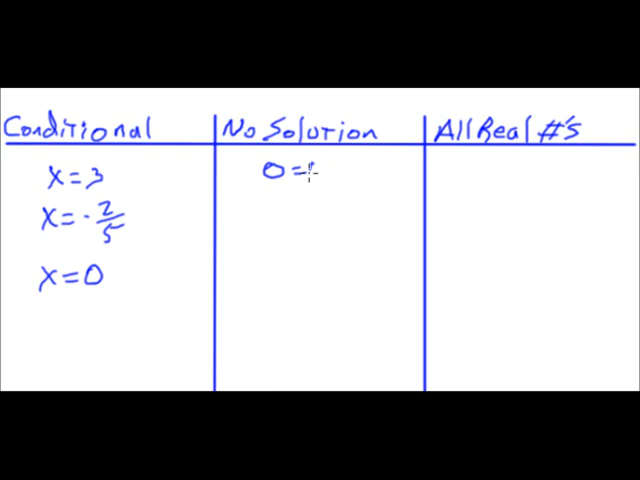 Conditional No Solution All Real #'s
x=3 0=
x=-2/5
x=0